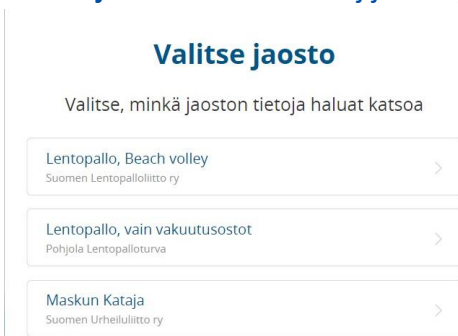 Valitse jaosto
Valitse, minkä jaoston tietoja haluat katsoa
Lentopallo, Beach volley
Suomen Lentopalloliitto ry
Lentopallo, vain vakuutusostot
Pohjola Lentopalloturva
Maskun Kataja
Suomen Urheiluliitto ry